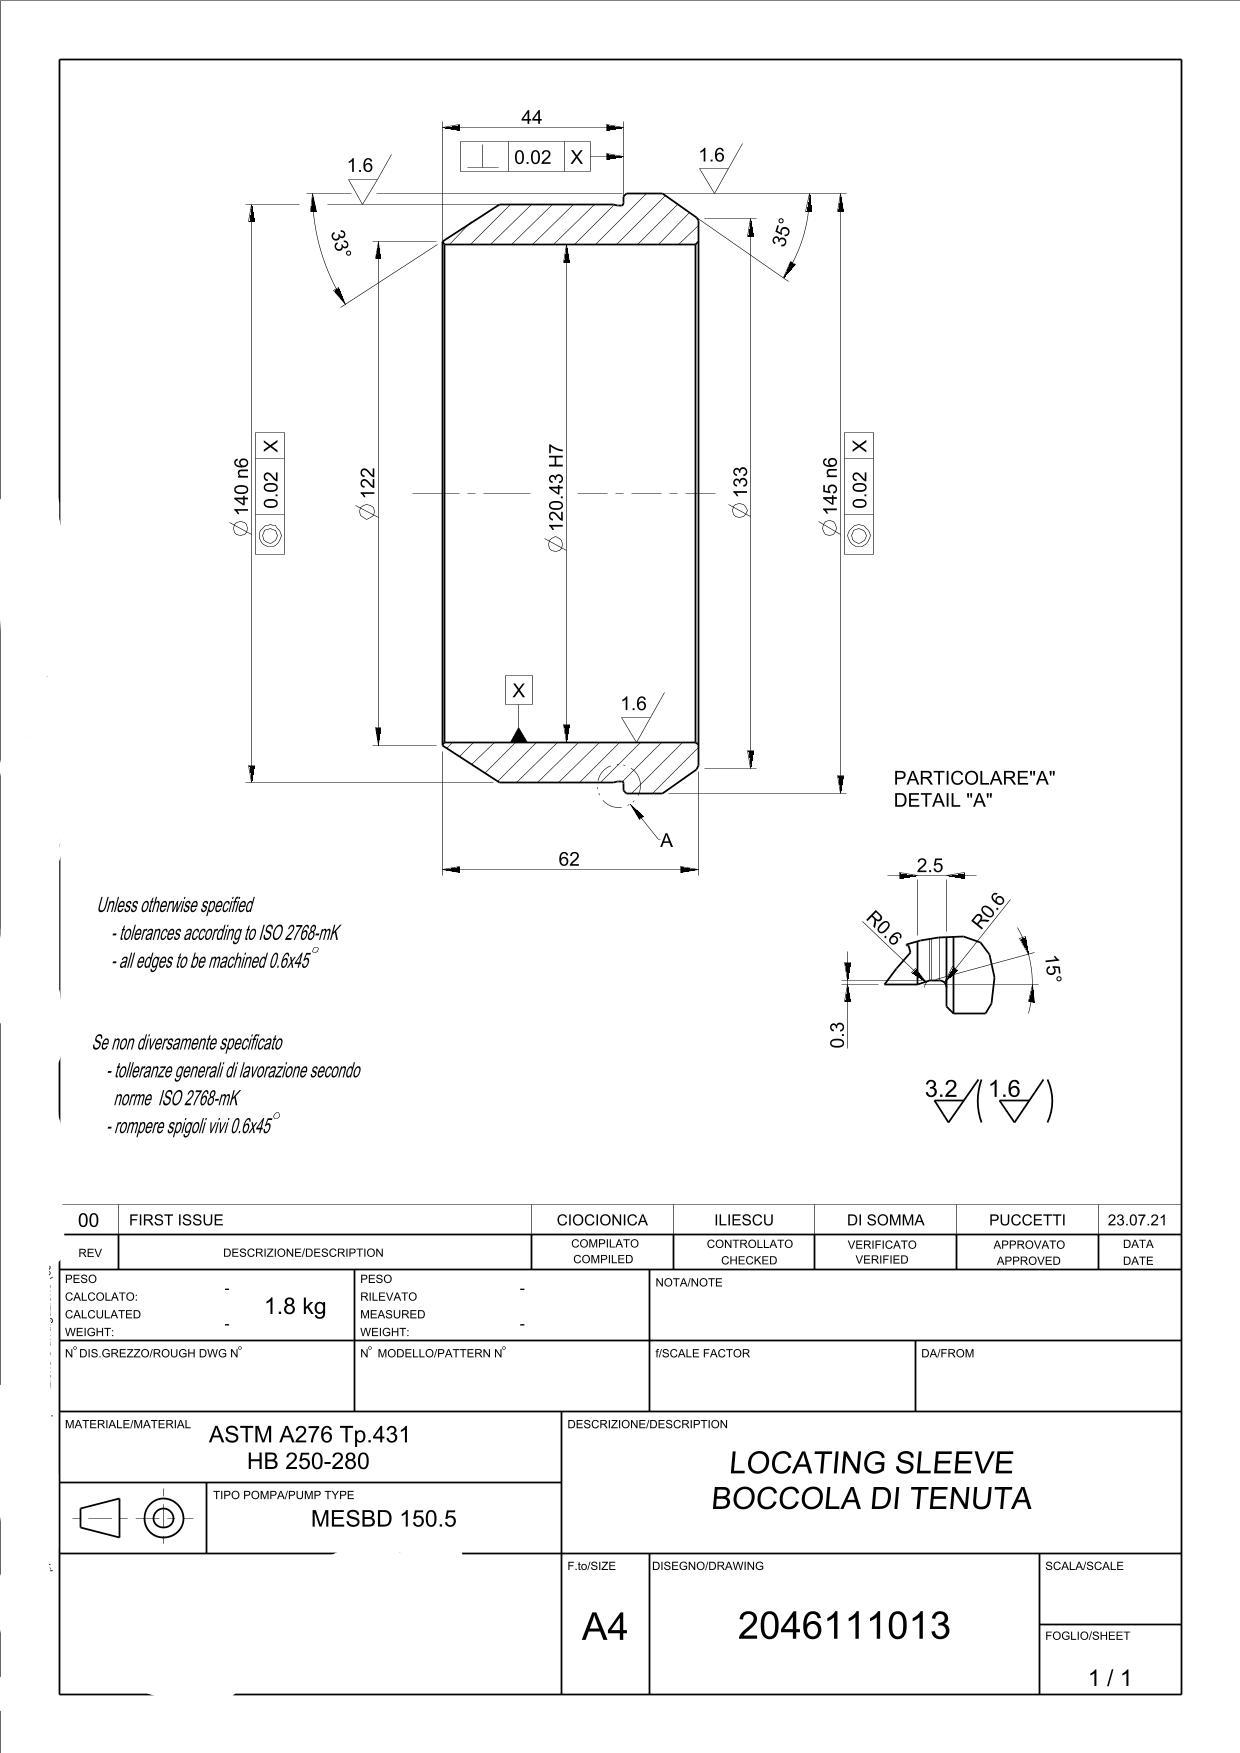 44
0.02 X
1.6
1.6
33°
35°
⌀ 140 n6
0.02 X
⌀ 122
⌀ 120.43 H7
⌀ 133
⌀ 145 n6
0.02 X
X
1.6
A
62
PARTICOLARE"A"
DETAIL "A"
2.5
R0.6
R0.6
15°
0.3
3.2 ( 1.6 )
Unless otherwise specified
- tolerances according to ISO 2768-mK
- all edges to be machined 0.6x45°
Se non diversamente specificato
- tolleranze generali di lavorazione secondo
norme ISO 2768-mK
- rompere spigoli vivi 0.6x45°
00 FIRST ISSUE CIOCIONICA ILIESCU DI SOMMA PUCCETTI 23.07.21
REV DESCRIZIONE/DESCRIPTION COMPILATO COMPILED CONTROLLATO CHECKED VERIFICATO VERIFIED APPROVATO APPROVED DATA DATE
PESO
CALCOLATO: -
CALCULATED
WEIGHT: -
1.8 kg
PESO
RILEVATO -
MEASURED
WEIGHT: -
NOTA/NOTE
N° DIS.GREZZO/ROUGH DWG N°
N° MODELLO/PATTERN N°
f/SCALE FACTOR
DA/FROM
MATERIALE/MATERIAL
ASTM A276 Tp.431
HB 250-280
DESCRIZIONE/DESCRIPTION
LOCATING SLEEVE
BOCCOLA DI TENUTA
TIPO POMPA/PUMP TYPE
MESBD 150.5
F.to/SIZE
A4
DISEGNO/DRAWING
2046111013
SCALA/SCALE
FOGLIO/SHEET
1 / 1